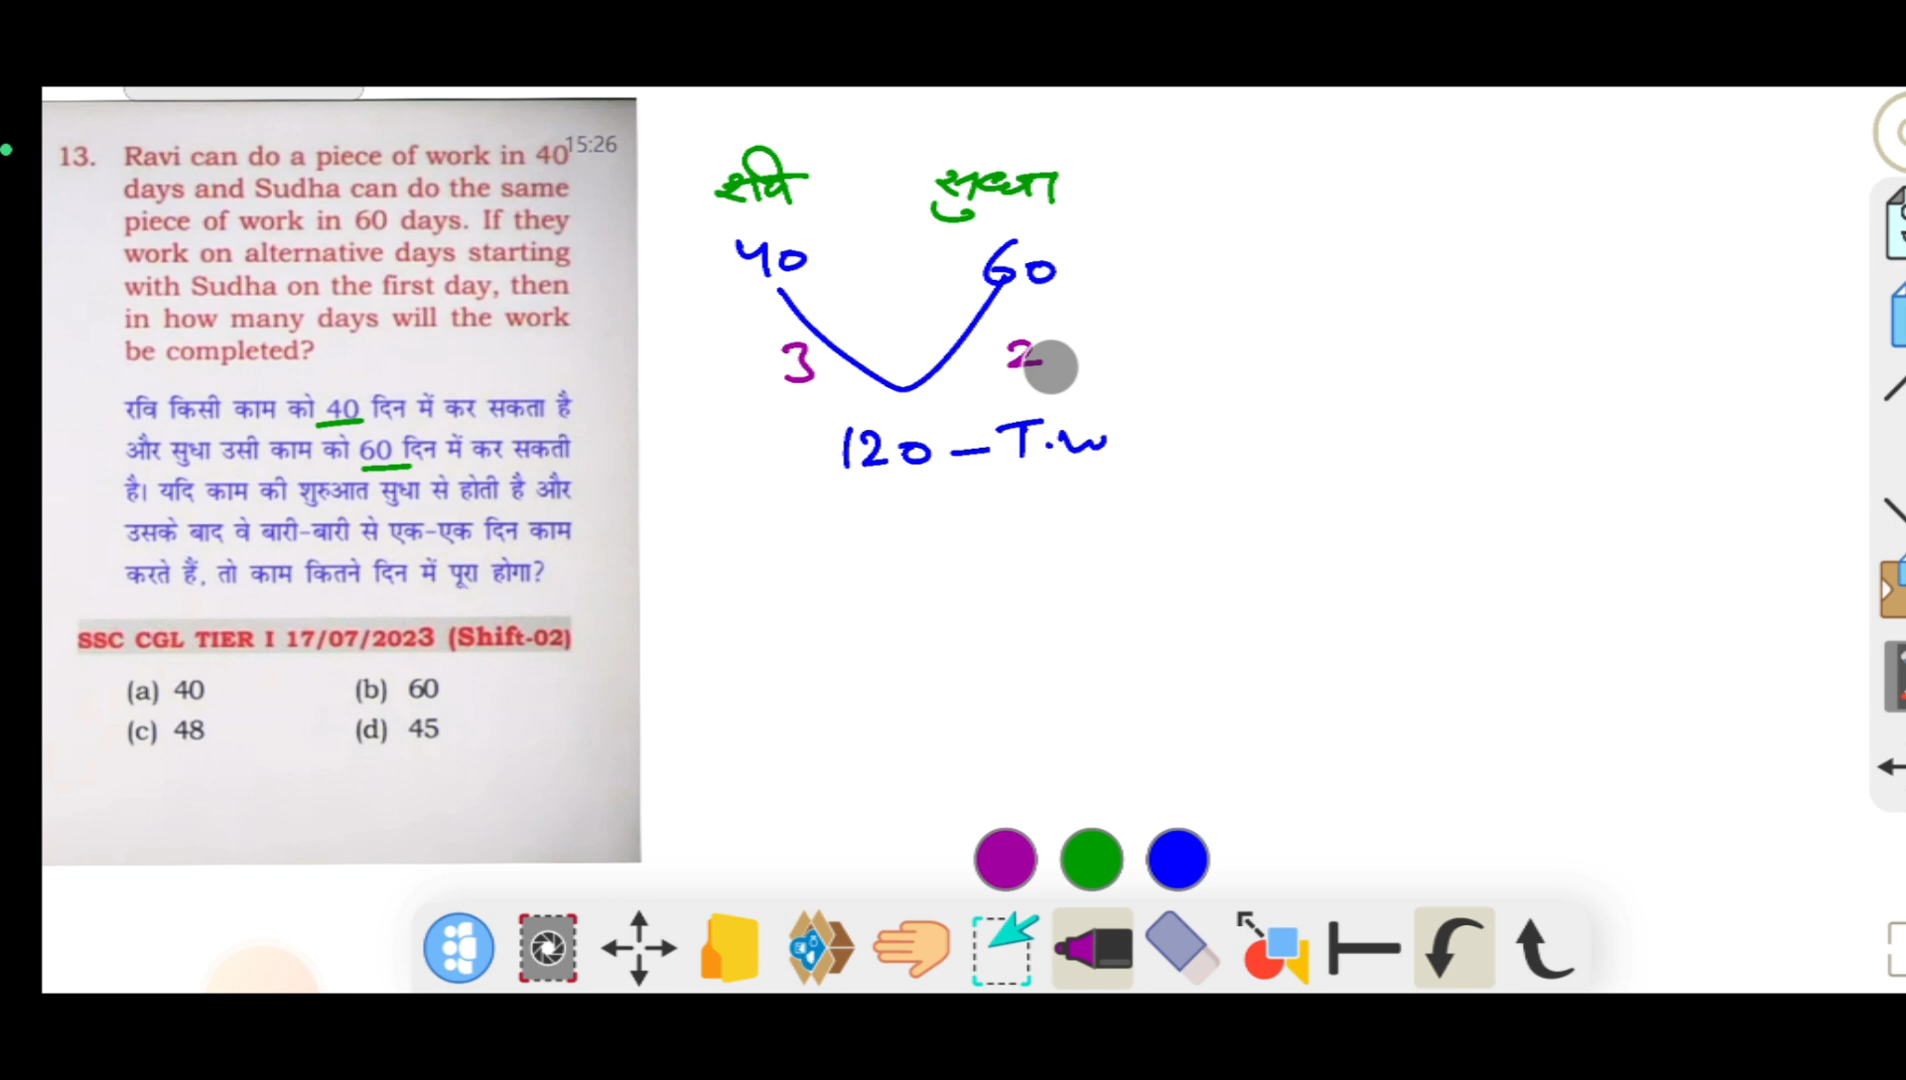 15:26
13. Ravi can do a piece of work in 40
days and Sudha can do the same
piece of work in 60 days. If they
work on alternative days starting
with Sudha on the first day, then
in how many days will the work
be completed?
रवि किसी काम को 40 दिन में कर सकता है
और सुधा उसी काम को 60 दिन में कर सकती
है। यदि काम की शुरुआत सुधा से होती है और
उसके बाद वे बारी-बारी से एक-एक दिन काम
करते हैं, तो काम कितने दिन में पूरा होगा?
SSC CGL TIER I 17/07/2023 (Shift-02)
(a) 40 (b) 60
(c) 48 (d) 45
रवि सुधा
40 60
3 2
120 – T.W